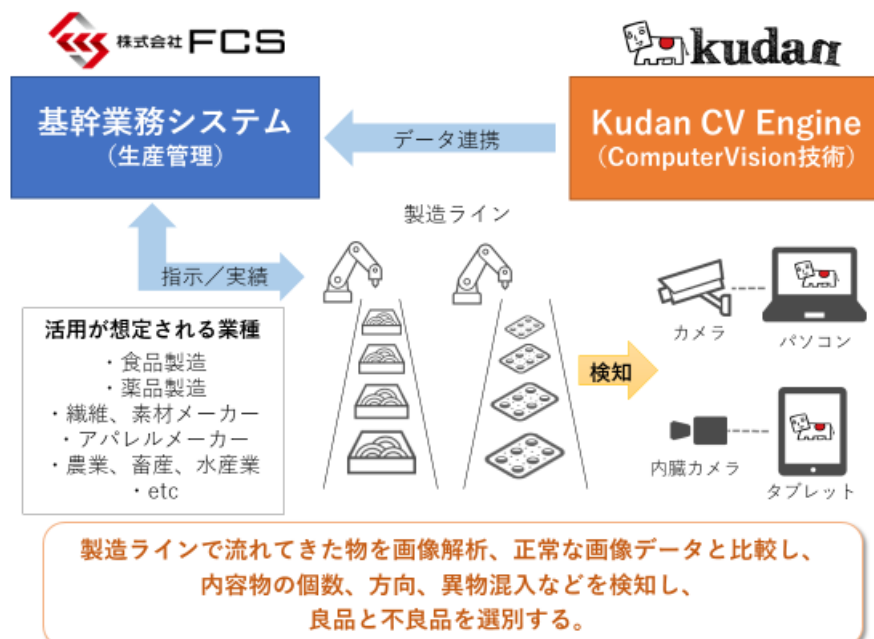 株式会社FCS
kudan
基幹業務システム
（生産管理）
データ連携
Kudan CV Engine
（ComputerVision技術）
製造ライン
指示／実績
活用が想定される業種
・食品製造
・薬品製造
・繊維、素材メーカー
・アパレルメーカー
・農業、畜産、水産業
・etc
検知
カメラ
パソコン
内臓カメラ
タブレット
製造ラインで流れてきた物を画像解析、正常な画像データと比較し、
内容物の個数、方向、異物混入などを検知し、
良品と不良品を選別する。